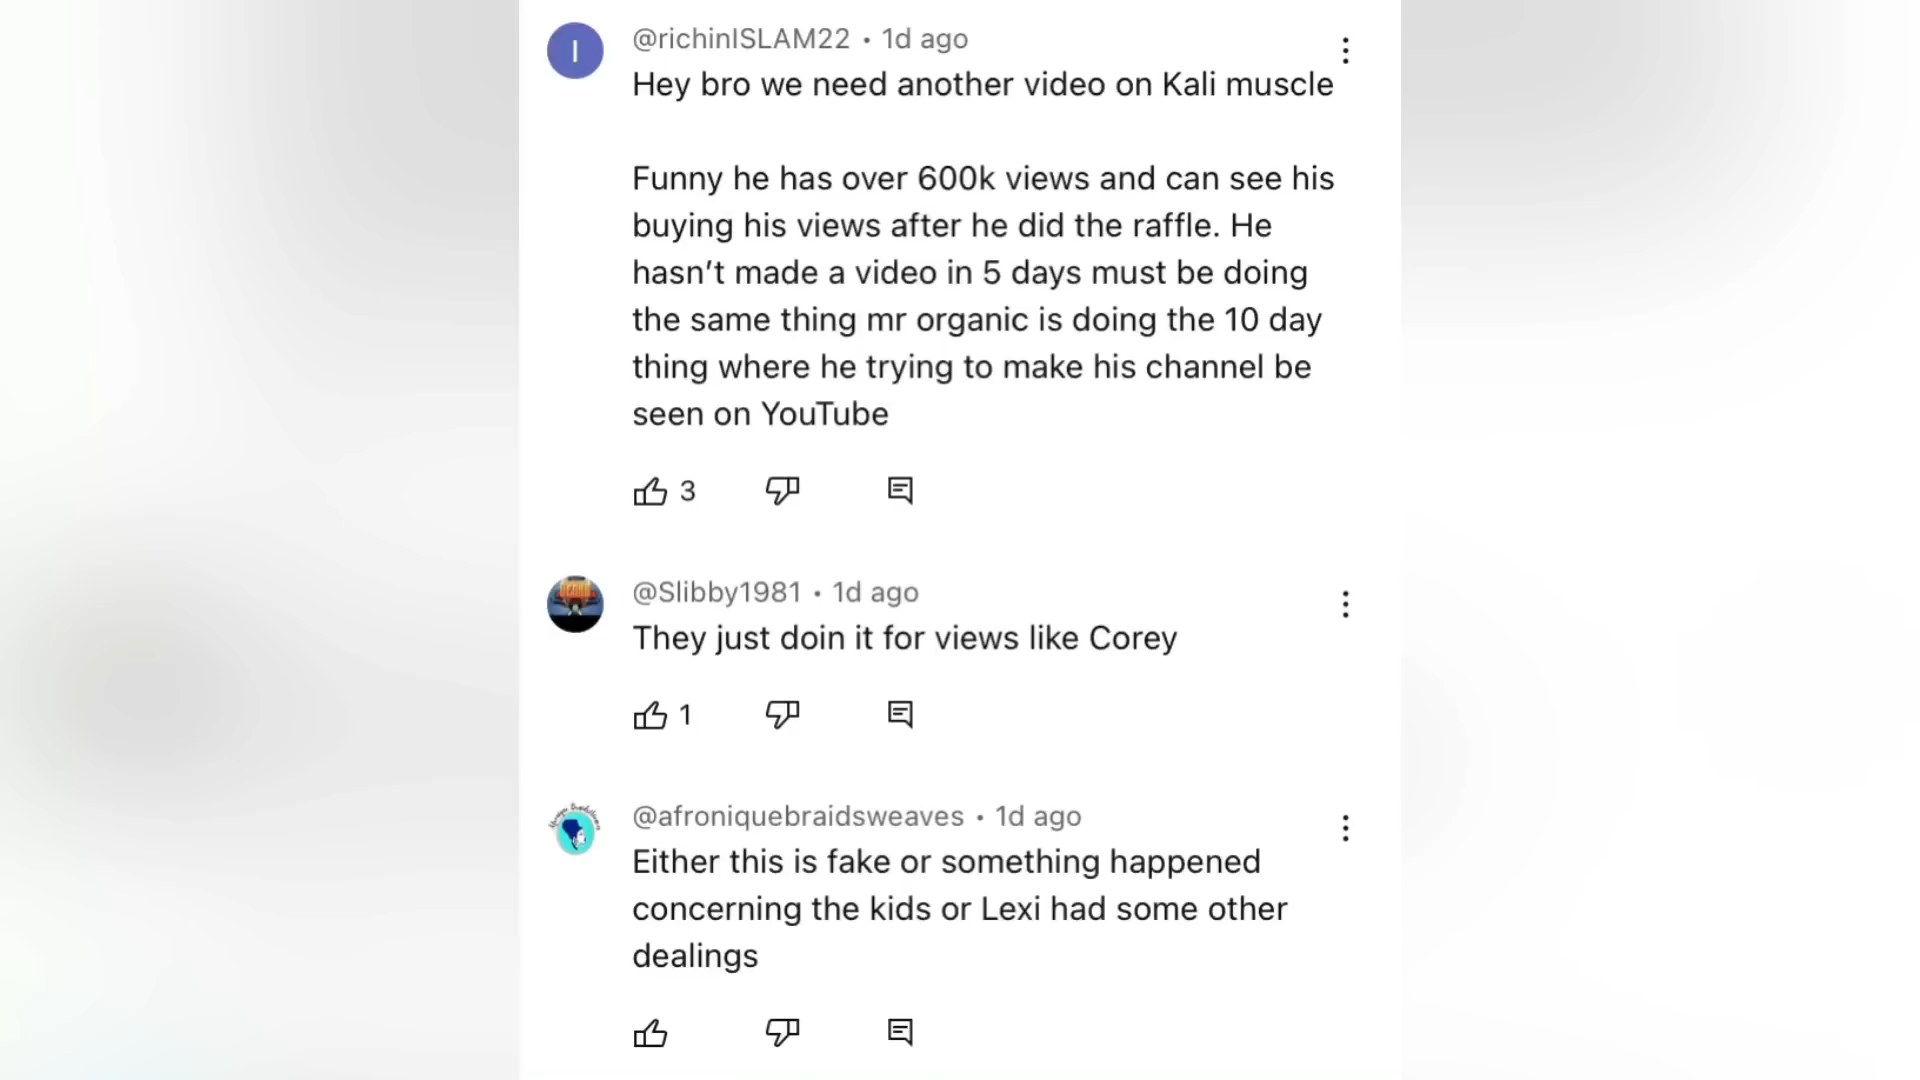 I
@richinISLAM22 • 1d ago
Hey bro we need another video on Kali muscle
Funny he has over 600k views and can see his
buying his views after he did the raffle. He
hasn't made a video in 5 days must be doing
the same thing mr organic is doing the 10 day
thing where he trying to make his channel be
seen on YouTube
3
@Slibby1981 • 1d ago
They just doin it for views like Corey
1
@afroniquebraidsweaves • 1d ago
Either this is fake or something happened
concerning the kids or Lexi had some other
dealings